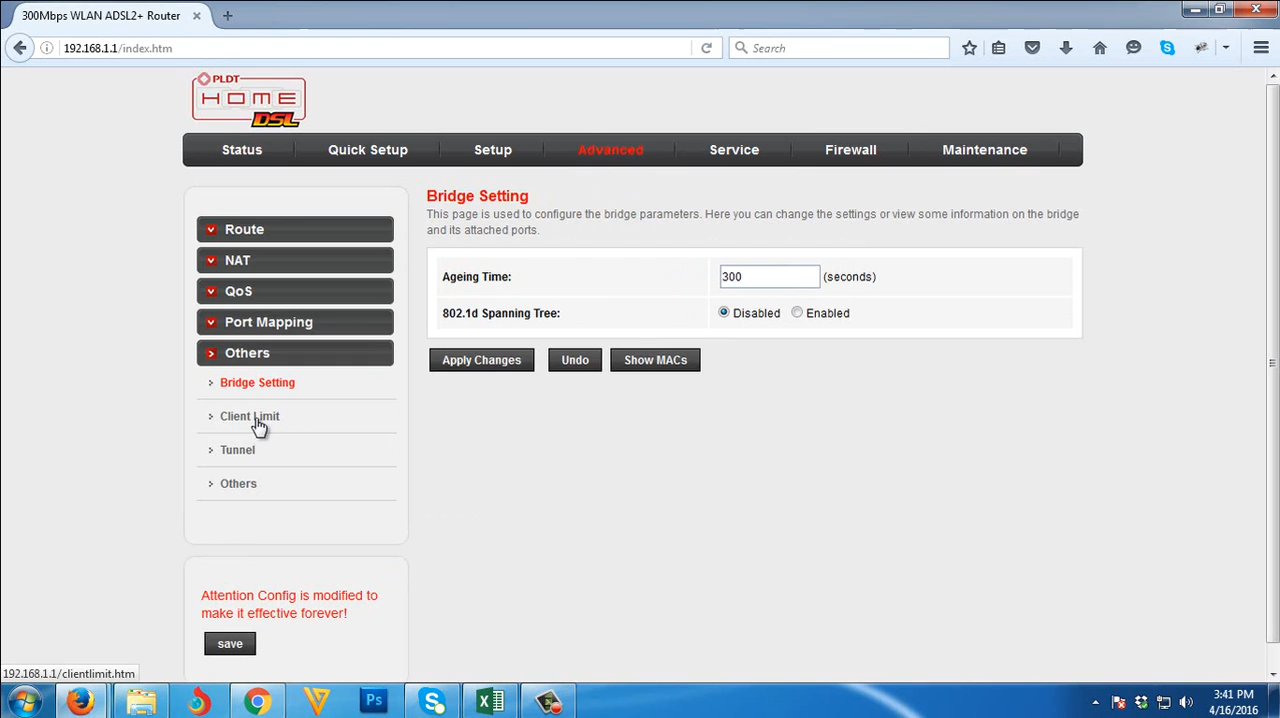 300Mbps WLAN ADSL2+ Router
192.168.1.1/index.htm
Search
PLDT
HOME
DSL
Status
Quick Setup
Setup
Advanced
Service
Firewall
Maintenance
Route
NAT
QoS
Port Mapping
Others
Bridge Setting
Client Limit
Tunnel
Others
Bridge Setting
This page is used to configure the bridge parameters. Here you can change the settings or view some information on the bridge
and its attached ports.
Ageing Time:
300
(seconds)
802.1d Spanning Tree:
Disabled
Enabled
Apply Changes
Undo
Show MACs
Attention Config is modified to
make it effective forever!
save
192.168.1.1/clientlimit.htm
Ps
3:41 PM
4/16/2016